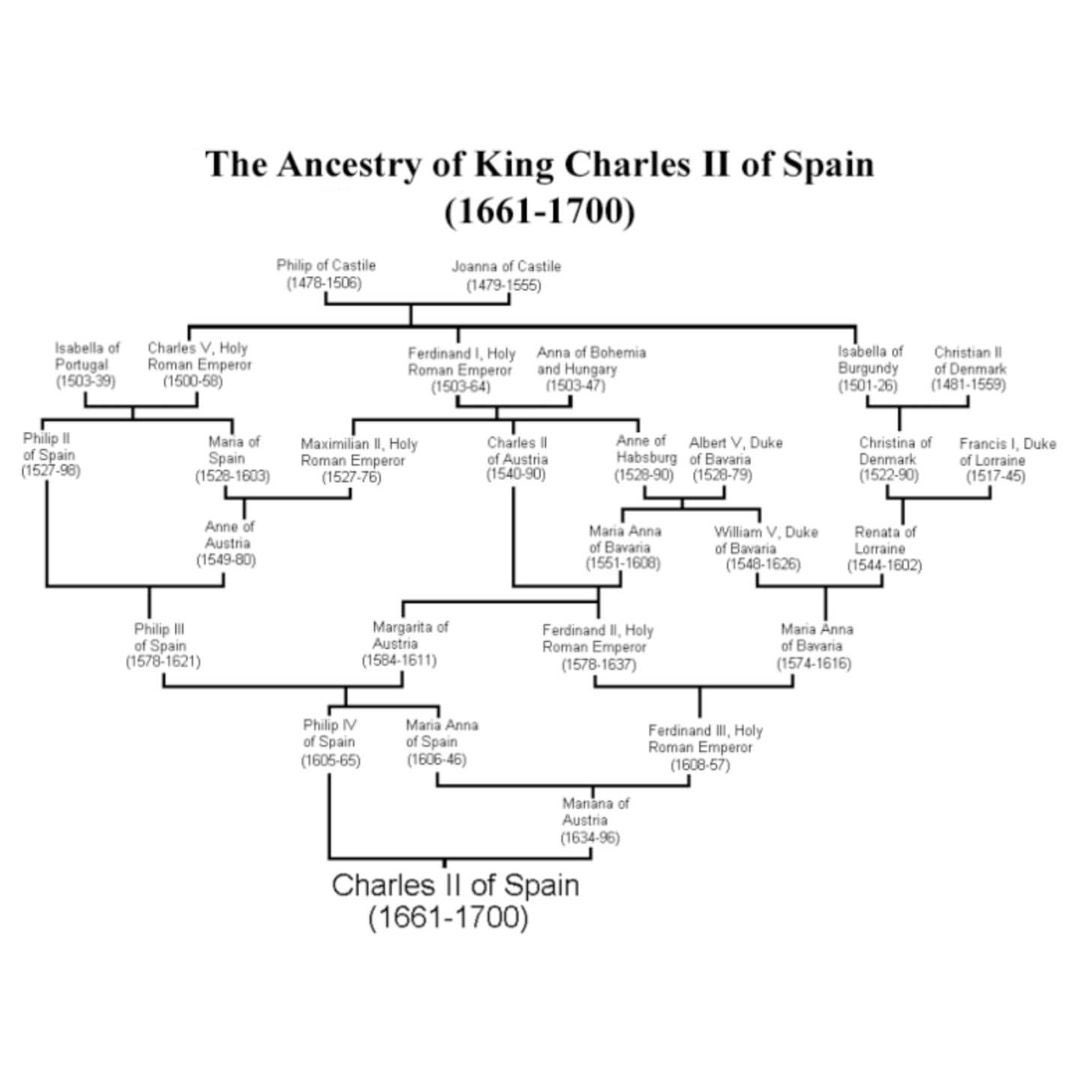 The Ancestry of King Charles II of Spain
(1661-1700)
Philip of Castile
(1478-1506)
Joanna of Castile
(1479-1555)
Isabella of
Portugal
(1503-39)
Charles V, Holy
Roman Emperor
(1500-58)
Ferdinand I, Holy
Roman Emperor
(1503-64)
Anna of Bohemia
and Hungary
(1503-47)
Isabella of
Burgundy
(1501-26)
Christian II
of Denmark
(1481-1559)
Philip II
of Spain
(1527-98)
Maria of
Spain
(1528-1603)
Maximilian II, Holy
Roman Emperor
(1527-76)
Charles II
of Austria
(1540-90)
Anne of
Habsburg
(1528-90)
Albert V, Duke
of Bavaria
(1528-79)
Christina of
Denmark
(1522-90)
Francis I, Duke
of Lorraine
(1517-45)
Anne of
Austria
(1549-80)
Maria Anna
of Bavaria
(1551-1608)
William V, Duke
of Bavaria
(1548-1626)
Renata of
Lorraine
(1544-1602)
Philip III
of Spain
(1578-1621)
Margarita of
Austria
(1584-1611)
Ferdinand II, Holy
Roman Emperor
(1578-1637)
Maria Anna
of Bavaria
(1574-1616)
Philip IV
of Spain
(1605-65)
Maria Anna
of Spain
(1606-46)
Ferdinand III, Holy
Roman Emperor
(1608-57)
Mariana of
Austria
(1634-96)
Charles II of Spain
(1661-1700)